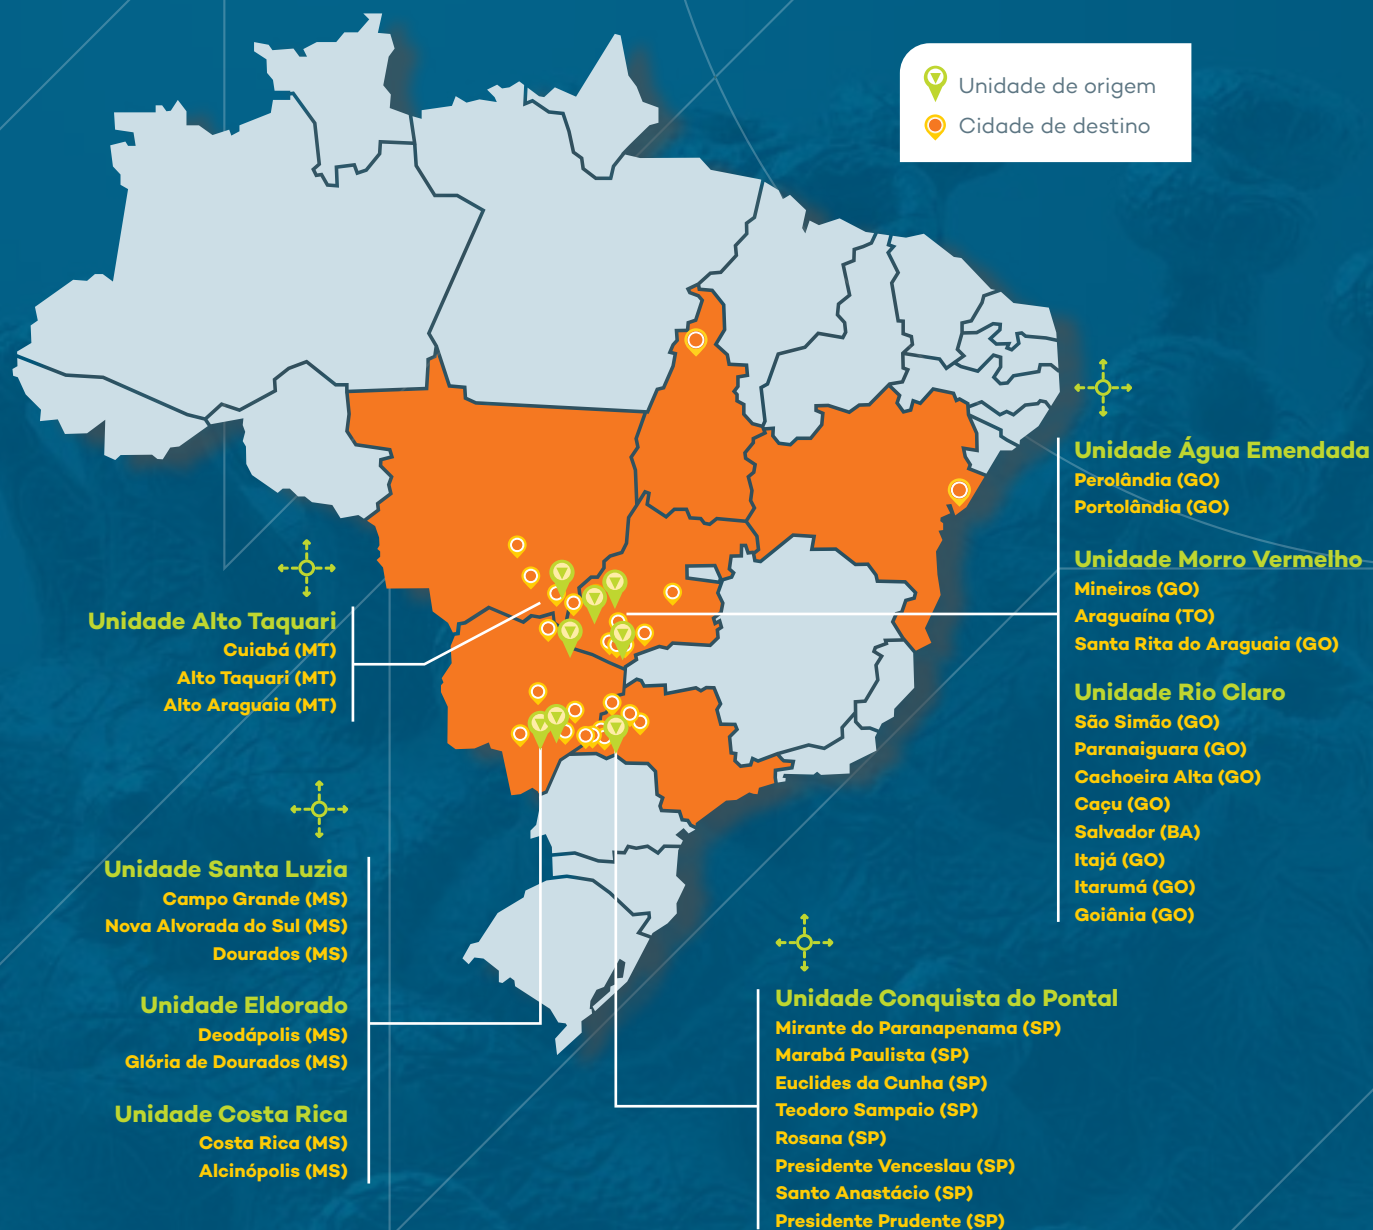 Unidade de origem
Cidade de destino
Unidade Água Emendada
Perolândia (GO)
Portolândia (GO)
Unidade Morro Vermelho
Mineiros (GO)
Araguaína (TO)
Santa Rita do Araguaia (GO)
Unidade Rio Claro
São Simão (GO)
Paranaiguara (GO)
Cachoeira Alta (GO)
Caçu (GO)
Salvador (BA)
Itajá (GO)
Itarumá (GO)
Goiânia (GO)
Unidade Alto Taquari
Cuiabá (MT)
Alto Taquari (MT)
Alto Araguaia (MT)
Unidade Santa Luzia
Campo Grande (MS)
Nova Alvorada do Sul (MS)
Dourados (MS)
Unidade Eldorado
Deodápolis (MS)
Glória de Dourados (MS)
Unidade Costa Rica
Costa Rica (MS)
Alcinópolis (MS)
Unidade Conquista do Pontal
Mirante do Paranapenama (SP)
Marabá Paulista (SP)
Euclides da Cunha (SP)
Teodoro Sampaio (SP)
Rosana (SP)
Presidente Venceslau (SP)
Santo Anastácio (SP)
Presidente Prudente (SP)